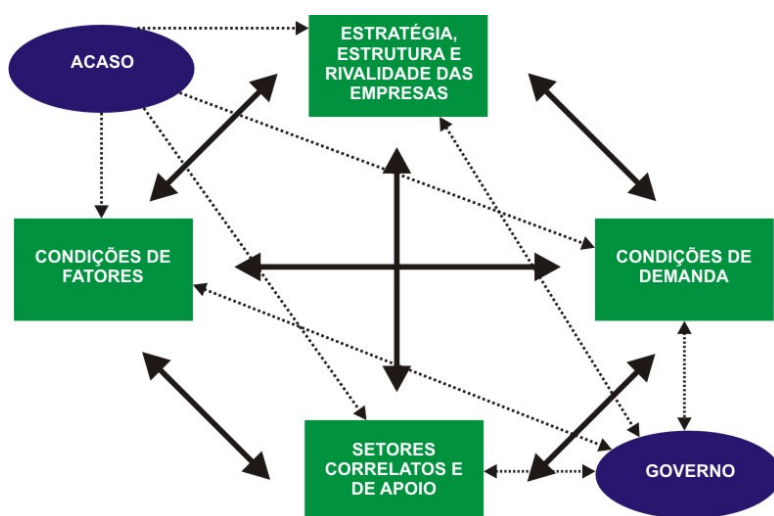 ACASO
ESTRATÉGIA,
ESTRUTURA E
RIVALIDADE DAS
EMPRESAS
CONDIÇÕES DE
FATORES
CONDIÇÕES DE
DEMANDA
SETORES
CORRELATOS E
DE APOIO
GOVERNO